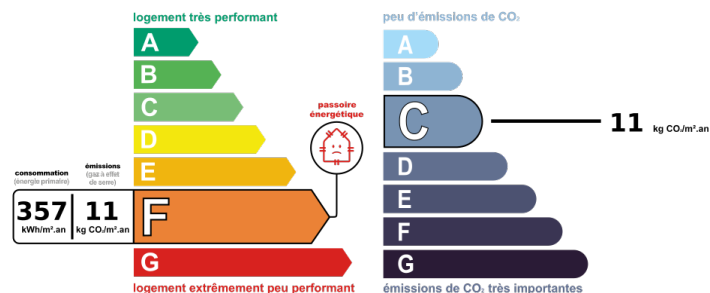 logement très performant
A
B
C
D
E
passoire
énergétique
consommation
(énergie primaire)
émissions
(gaz à effet
de serre)
357
kWh/m².an
11
kg CO₂/m².an
F
G
logement extrêmement peu performant
peu d'émissions de CO₂
A
B
C
11 kg CO₂/m².an
D
E
F
G
émissions de CO₂ très importantes